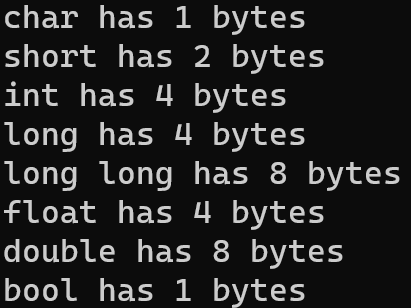 char has 1 bytes
short has 2 bytes
int has 4 bytes
long has 4 bytes
long long has 8 bytes
float has 4 bytes
double has 8 bytes
bool has 1 bytes